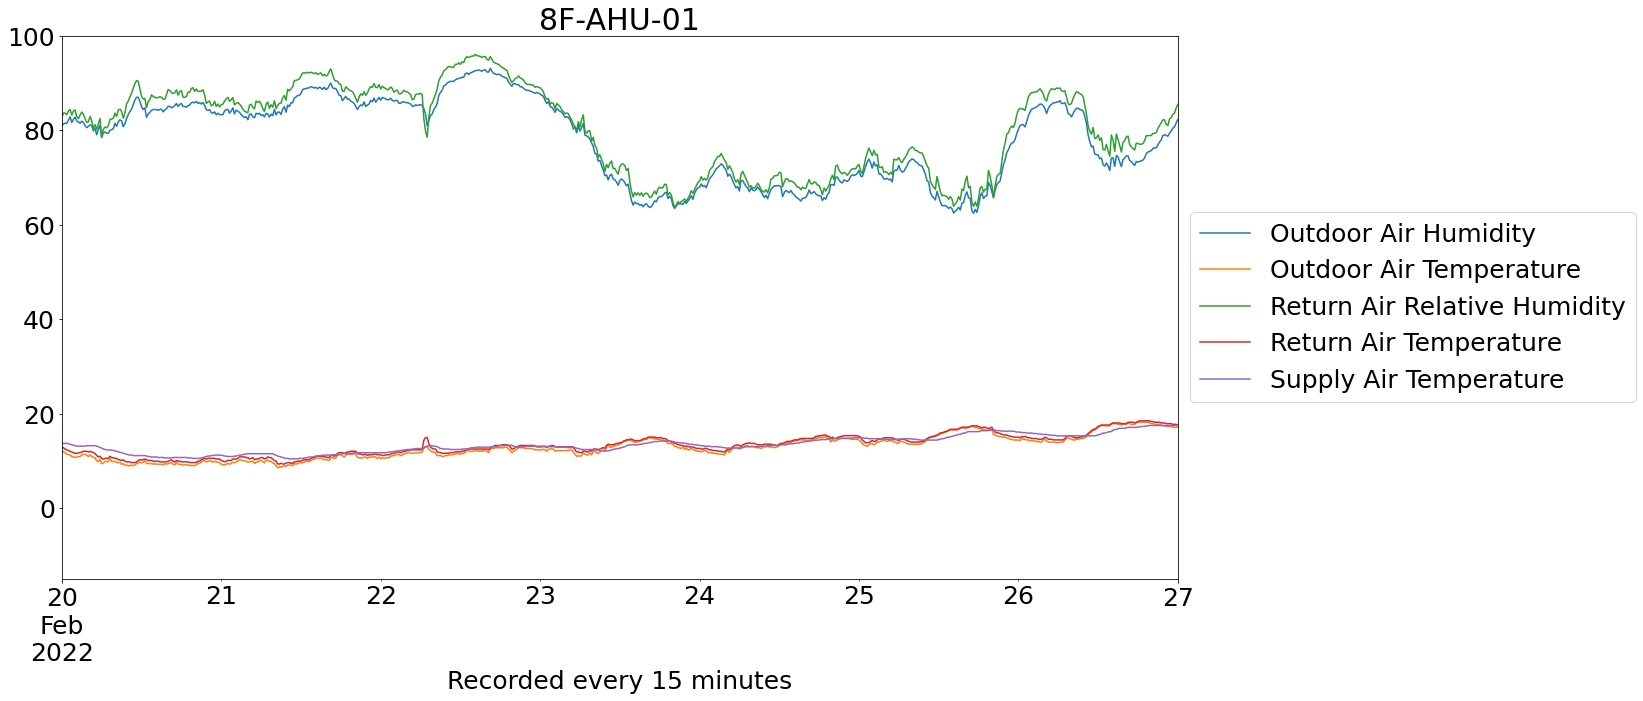 8F-AHU-01
100
80
60
40
20
0
20 21 22 23 24 25 26 27
Feb
2022
Recorded every 15 minutes
Outdoor Air Humidity
Outdoor Air Temperature
Return Air Relative Humidity
Return Air Temperature
Supply Air Temperature